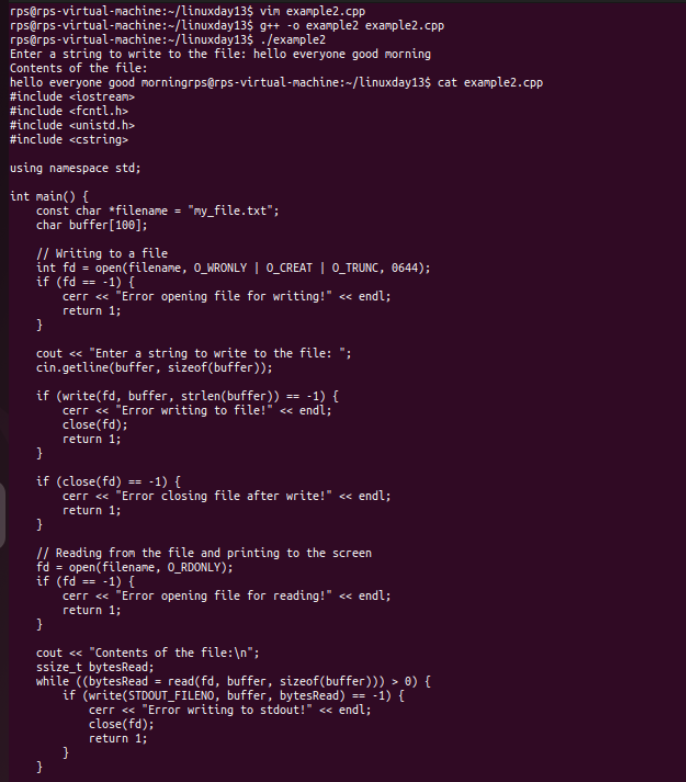 rps@rps-virtual-machine:~/linuxday13$ vim example2.cpp
rps@rps-virtual-machine:~/linuxday13$ g++ -o example2 example2.cpp
rps@rps-virtual-machine:~/linuxday13$ ./example2
Enter a string to write to the file: hello everyone good morning
Contents of the file:
hello everyone good morningrps@rps-virtual-machine:~/linuxday13$ cat example2.cpp
#include <iostream>
#include <fcntl.h>
#include <unistd.h>
#include <cstring>

using namespace std;

int main() {
    const char *filename = "my_file.txt";
    char buffer[100];

    // Writing to a file
    int fd = open(filename, O_WRONLY | O_CREAT | O_TRUNC, 0644);
    if (fd == -1) {
        cerr << "Error opening file for writing!" << endl;
        return 1;
    }

    cout << "Enter a string to write to the file: ";
    cin.getline(buffer, sizeof(buffer));

    if (write(fd, buffer, strlen(buffer)) == -1) {
        cerr << "Error writing to file!" << endl;
        close(fd);
        return 1;
    }

    if (close(fd) == -1) {
        cerr << "Error closing file after write!" << endl;
        return 1;
    }

    // Reading from the file and printing to the screen
    fd = open(filename, O_RDONLY);
    if (fd == -1) {
        cerr << "Error opening file for reading!" << endl;
        return 1;
    }

    cout << "Contents of the file:\n";
    ssize_t bytesRead;
    while ((bytesRead = read(fd, buffer, sizeof(buffer))) > 0) {
        if (write(STDOUT_FILENO, buffer, bytesRead) == -1) {
            cerr << "Error writing to stdout!" << endl;
            close(fd);
            return 1;
        }
    }